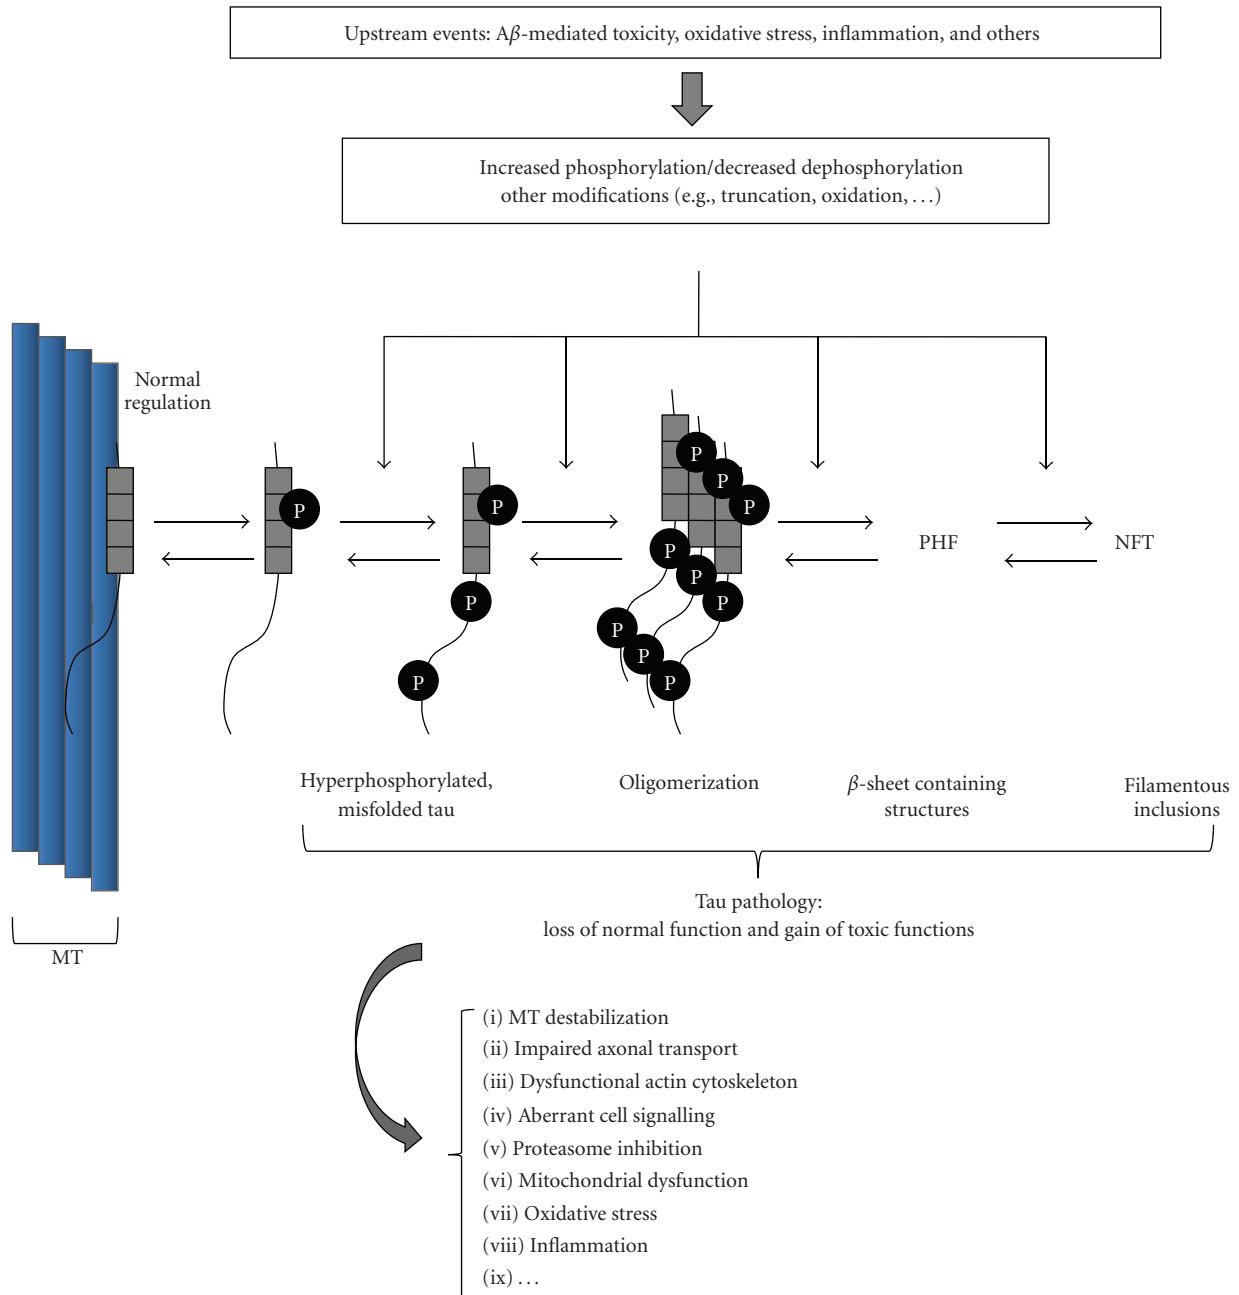 Upstream events: Aβ-mediated toxicity, oxidative stress, inflammation, and others
Increased phosphorylation/decreased dephosphorylation
other modifications (e.g., truncation, oxidation, ...)
Normal
regulation
P
P
P
P
P
P
P
P
P
P
P
P
P
PHF
NFT
Hyperphosphorylated,
misfolded tau
Oligomerization
β-sheet containing
structures
Filamentous
inclusions
MT
Tau pathology:
loss of normal function and gain of toxic functions
(i) MT destabilization
(ii) Impaired axonal transport
(iii) Dysfunctional actin cytoskeleton
(iv) Aberrant cell signalling
(v) Proteasome inhibition
(vi) Mitochondrial dysfunction
(vii) Oxidative stress
(viii) Inflammation
(ix) ...